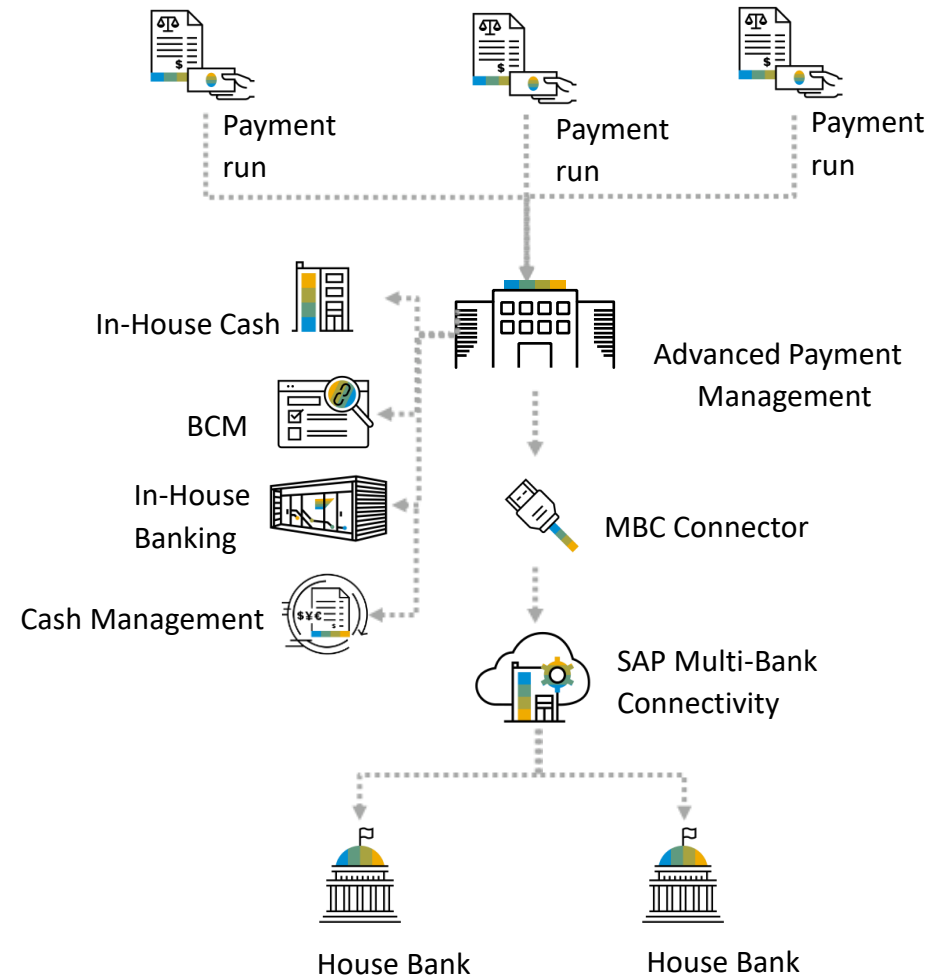 $
$
$
Payment
run
Payment
run
Payment
run
In-House Cash
Advanced Payment
Management
BCM
In-House
Banking
MBC Connector
Cash Management
$¥€
$
SAP Multi-Bank
Connectivity
House Bank
House Bank